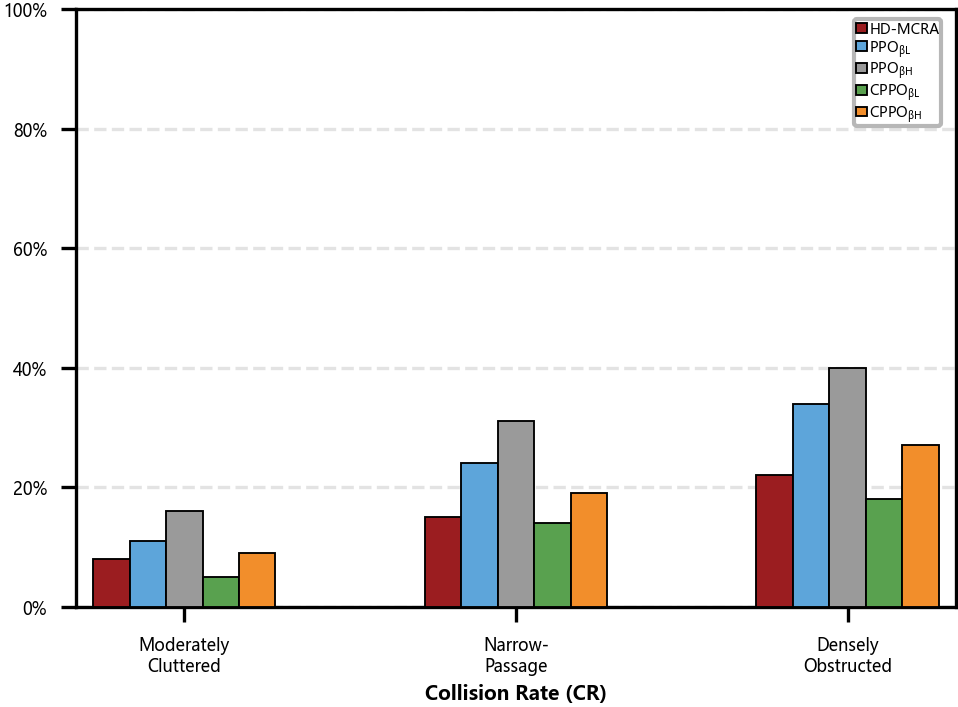 100%
80%
60%
40%
20%
0%
HD-MCRA
PPOβL
PPOβH
CPPOβL
CPPOβH
Moderately
Cluttered
Narrow-
Passage
Densely
Obstructed
Collision Rate (CR)